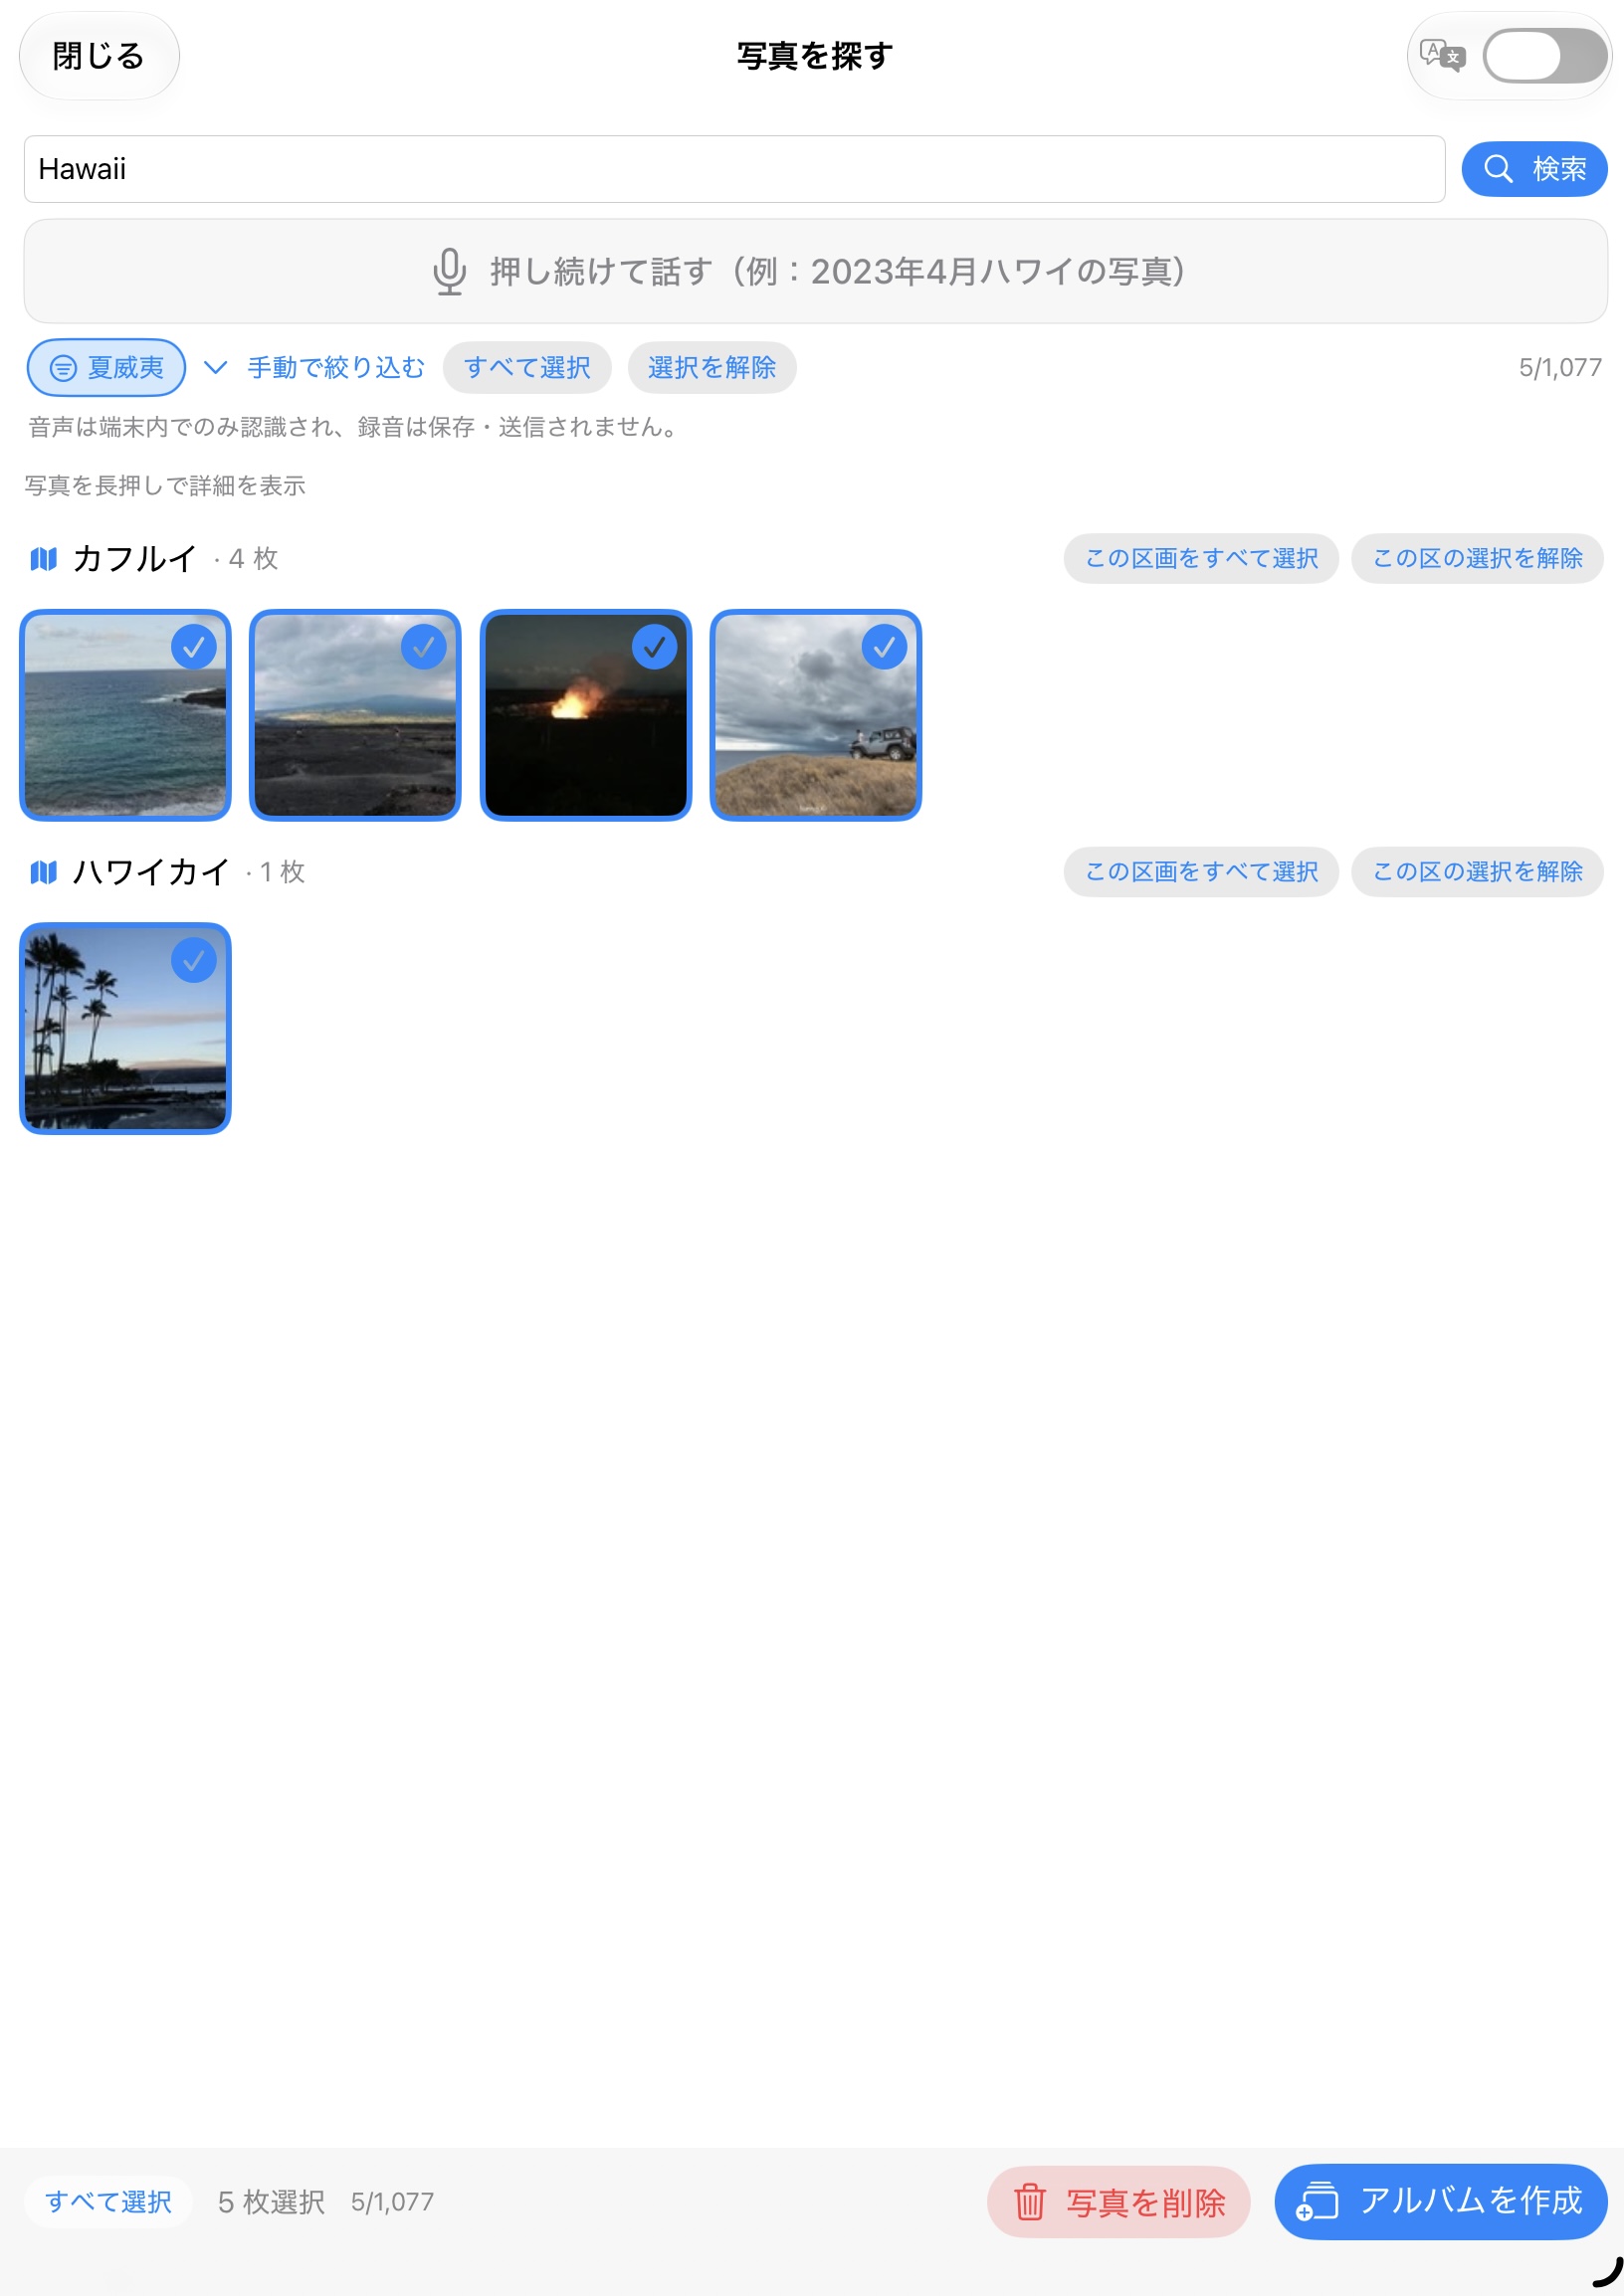 閉じる
写真を探す
Hawaii
検索
押し続けて話す（例：2023年4月ハワイの写真）
夏威夷
手動で絞り込む
すべて選択
選択を解除
5/1,077
音声は端末内でのみ認識され、録音は保存・送信されません。
写真を長押しで詳細を表示
カフルイ · 4 枚
この区画をすべて選択
この区の選択を解除
ハワイカイ · 1 枚
この区画をすべて選択
この区の選択を解除
すべて選択
5 枚選択
5/1,077
写真を削除
アルバムを作成